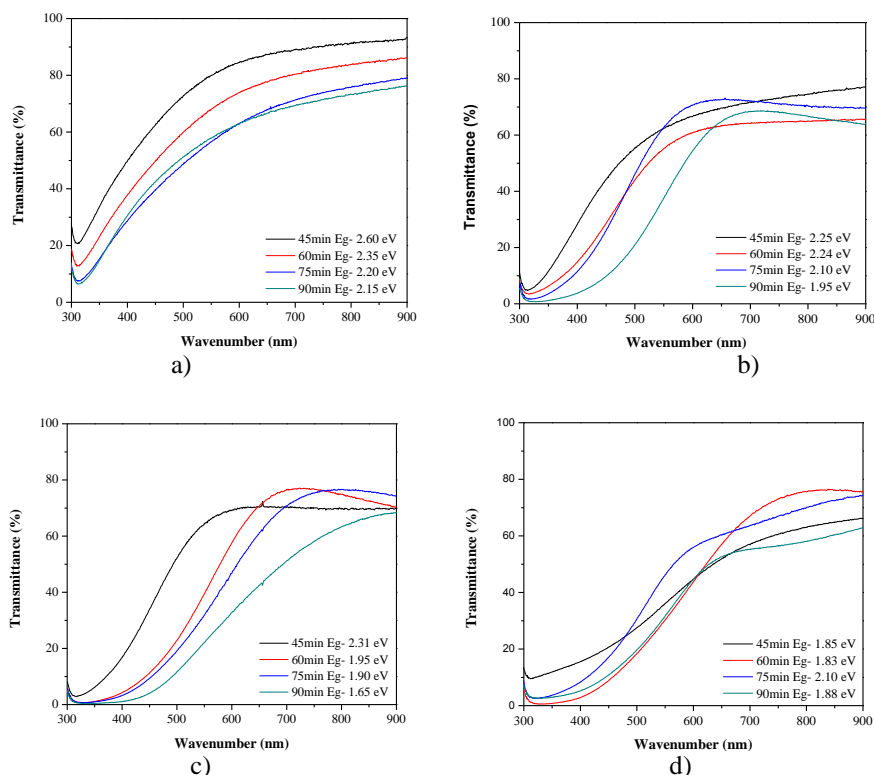 100
80
60
40
20
0
Transmittance (%)
45min Eg- 2.60 eV
60min Eg- 2.35 eV
75min Eg- 2.20 eV
90min Eg- 2.15 eV
300 400 500 600 700 800 900
Wavenumber (nm)
a)
100
80
60
40
20
0
Transmittance (%)
45min Eg- 2.25 eV
60min Eg- 2.24 eV
75min Eg- 2.10 eV
90min Eg- 1.95 eV
300 400 500 600 700 800 900
Wavenumber (nm)
b)
100
80
60
40
20
0
Transmittance (%)
45min Eg- 2.31 eV
60min Eg- 1.95 eV
75min Eg- 1.90 eV
90min Eg- 1.65 eV
300 400 500 600 700 800 900
Wavenumber (nm)
c)
100
80
60
40
20
0
Transmittance (%)
45min Eg- 1.85 eV
60min Eg- 1.83 eV
75min Eg- 2.10 eV
90min Eg- 1.88 eV
300 400 500 600 700 800 900
Wavenumber (nm)
d)